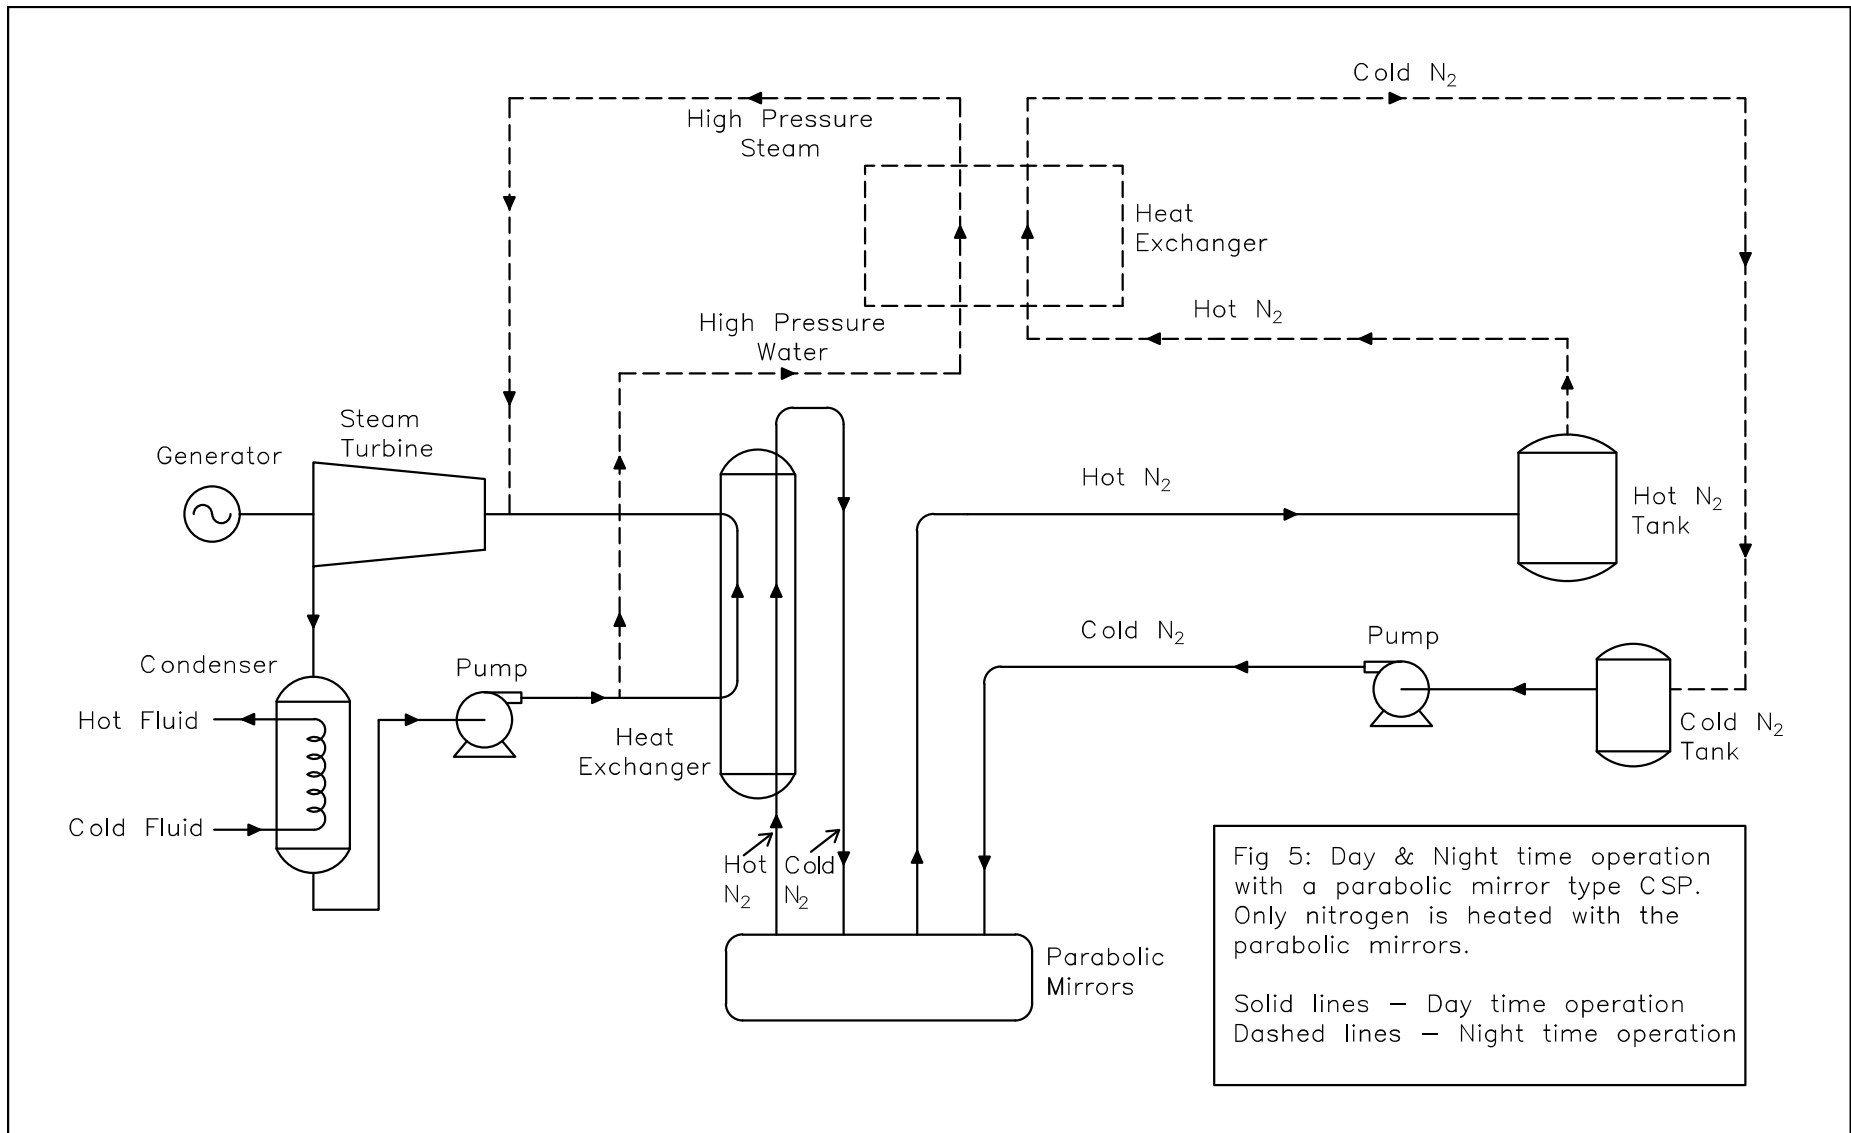 Cold N₂
High Pressure
Steam
Heat
Exchanger
Hot N₂
High Pressure
Water
Steam
Turbine
Generator
Hot N₂
Hot N₂
Tank
Cold N₂
Pump
Condenser
Pump
Hot Fluid
Heat
Exchanger
Cold N₂
Tank
Cold Fluid
Hot
N₂
Cold
N₂
Parabolic
Mirrors
Fig 5: Day & Night time operation
with a parabolic mirror type CSP.
Only nitrogen is heated with the
parabolic mirrors.
Solid lines – Day time operation
Dashed lines – Night time operation